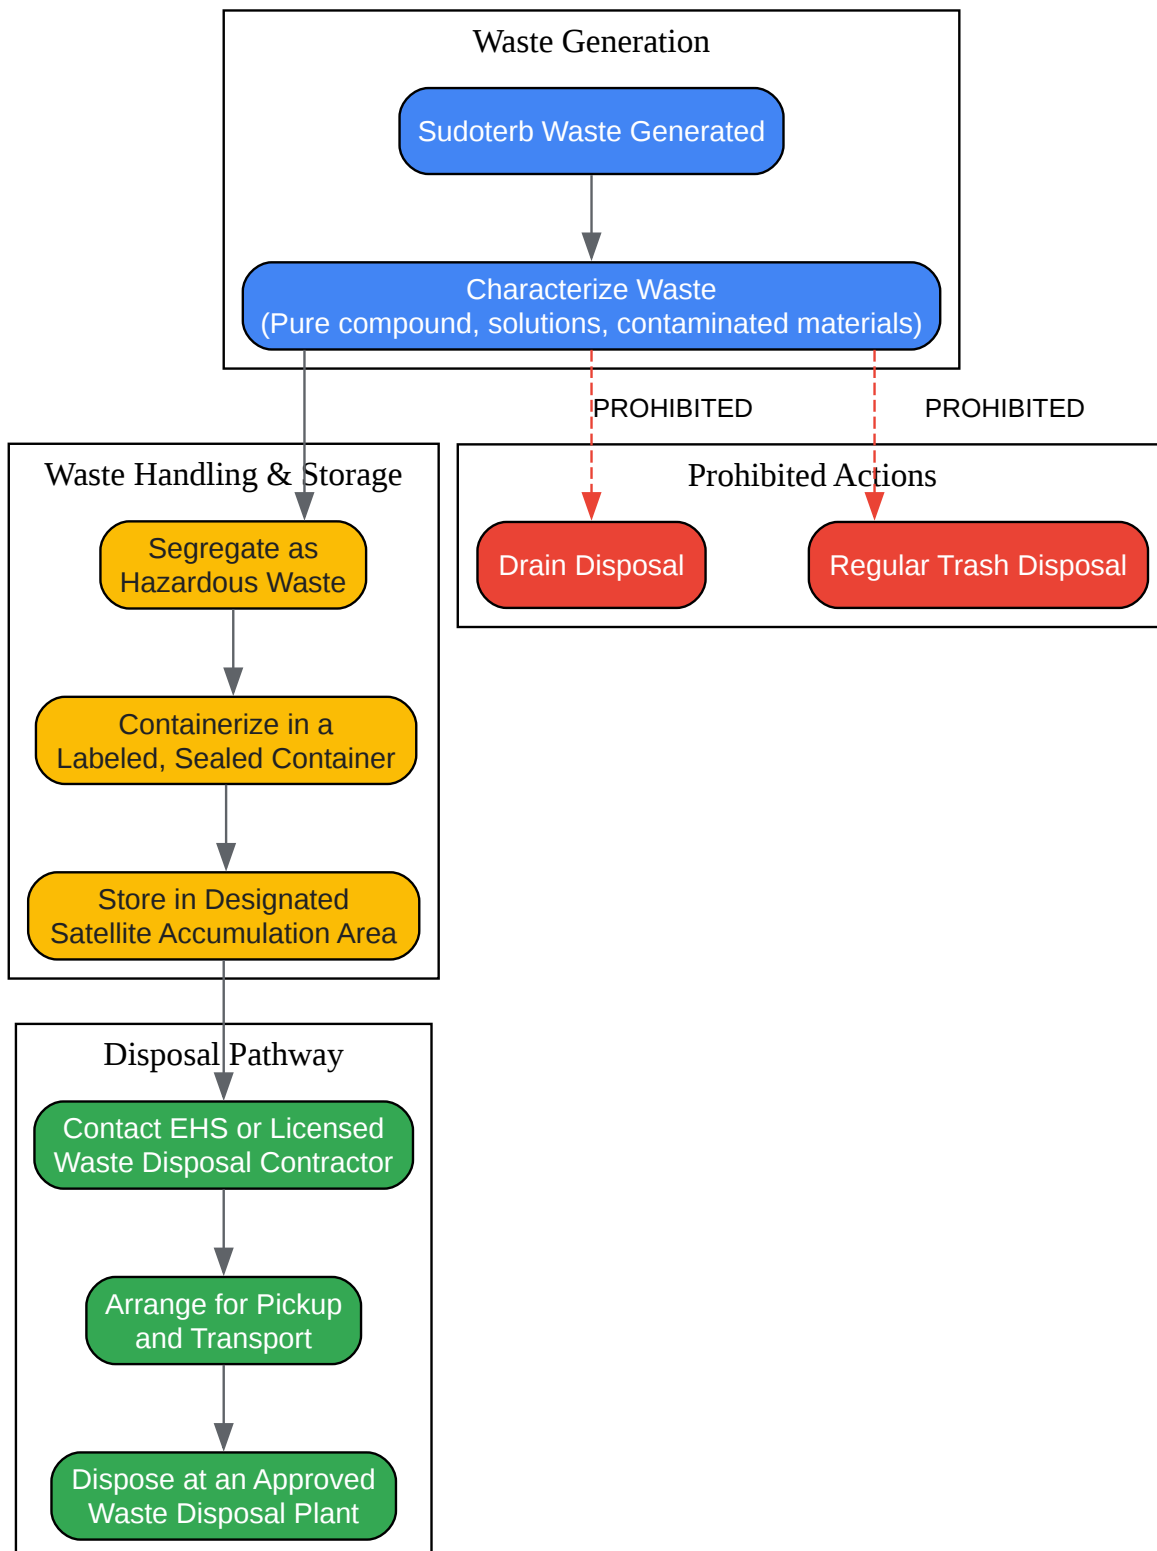 Waste Generation
Sudoterb Waste Generated
Characterize Waste
(Pure compound, solutions, contaminated materials)
PROHIBITED
PROHIBITED
Waste Handling & Storage
Segregate as
Hazardous Waste
Containerize in a
Labeled, Sealed Container
Store in Designated
Satellite Accumulation Area
Prohibited Actions
Drain Disposal
Regular Trash Disposal
Disposal Pathway
Contact EHS or Licensed
Waste Disposal Contractor
Arrange for Pickup
and Transport
Dispose at an Approved
Waste Disposal Plant